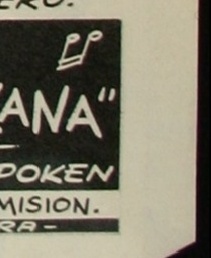 ERO.
ANA"
POKEN
MISION.
RA-